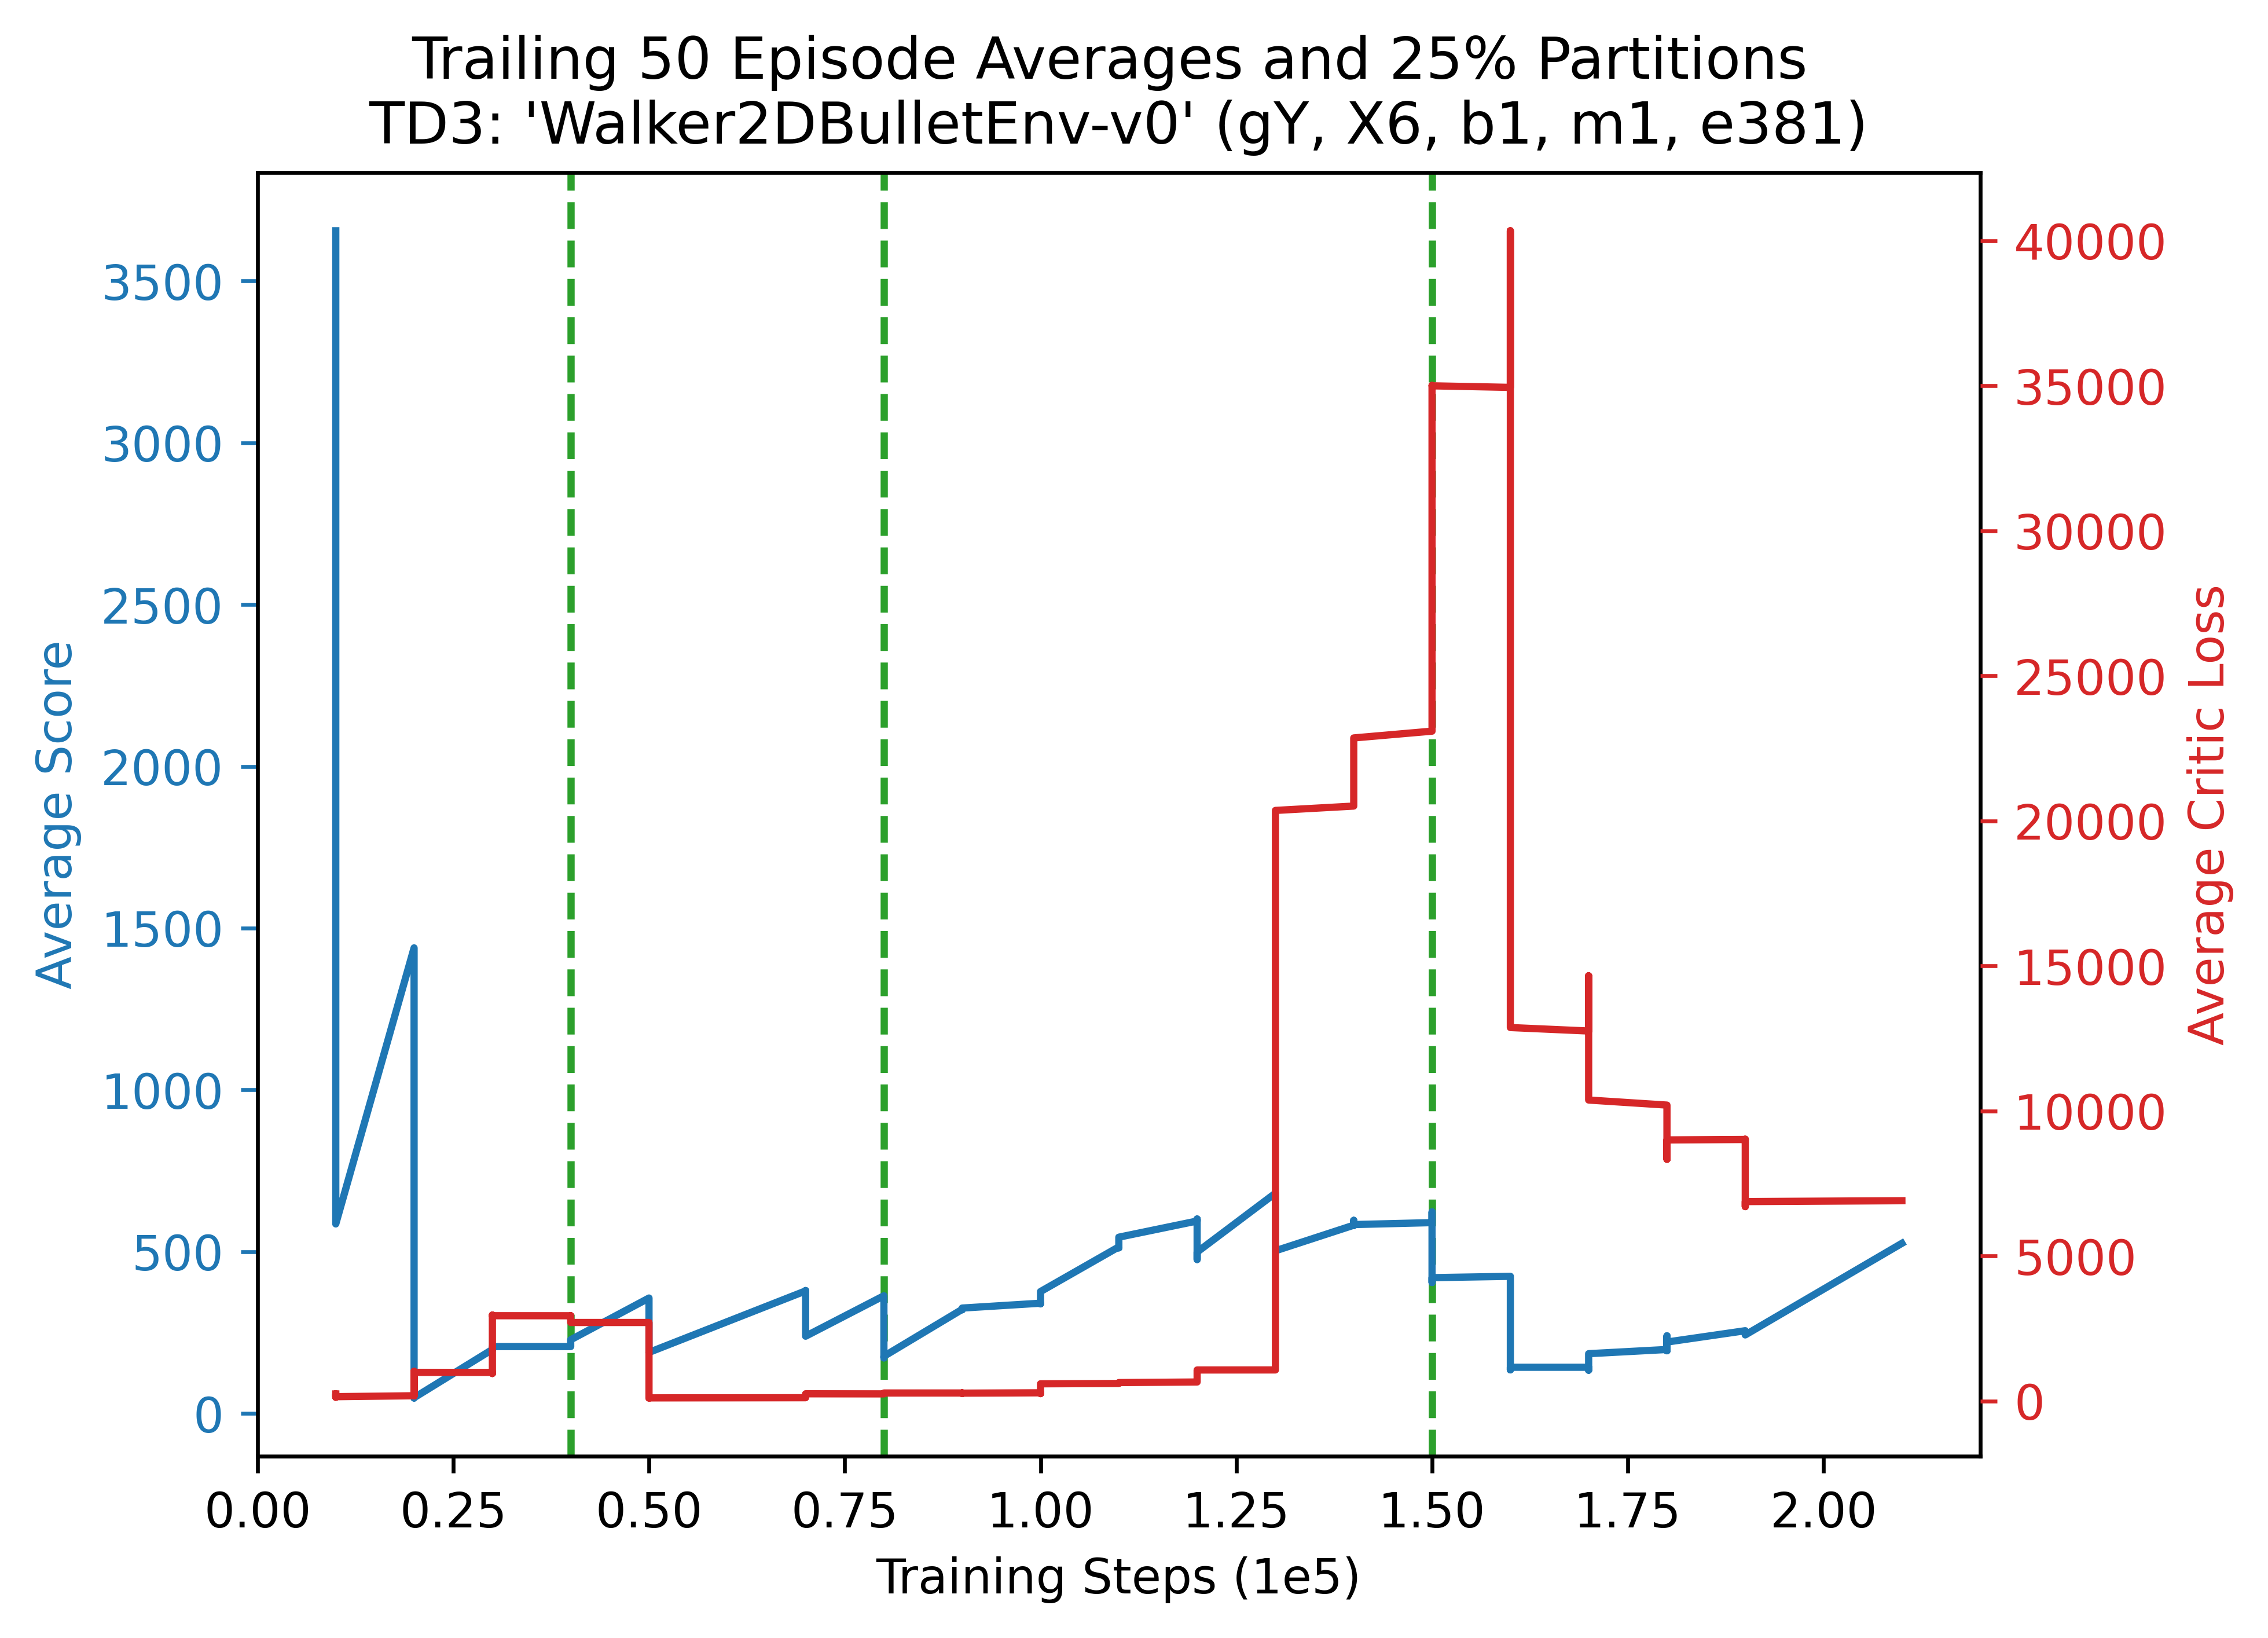 Trailing 50 Episode Averages and 25% Partitions
TD3: 'Walker2DBulletEnv-v0' (gY, X6, b1, m1, e381)
Average Score
3500
3000
2500
2000
1500
1000
500
0
40000
35000
30000
25000
20000
15000
10000
5000
0
Average Critic Loss
0.00 0.25 0.50 0.75 1.00 1.25 1.50 1.75 2.00
Training Steps (1e5)